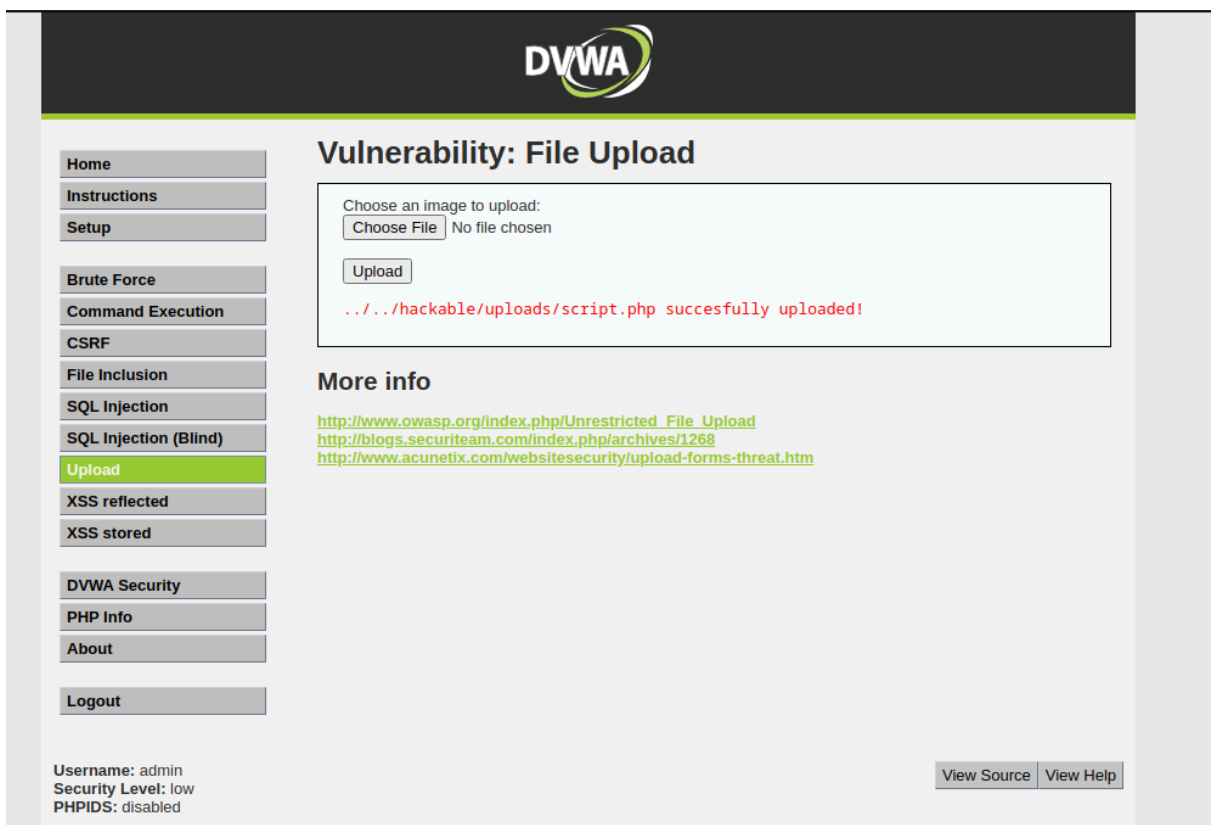 DVWA
Home
Instructions
Setup
Brute Force
Command Execution
CSRF
File Inclusion
SQL Injection
SQL Injection (Blind)
Upload
XSS reflected
XSS stored
DVWA Security
PHP Info
About
Logout
Vulnerability: File Upload
Choose an image to upload:
Choose File No file chosen
Upload
../../hackable/uploads/script.php succesfully uploaded!
More info
http://www.owasp.org/index.php/Unrestricted_File_Upload
http://blogs.securiteam.com/index.php/archives/1268
http://www.acunetix.com/websitesecurity/upload-forms-threat.htm
Username: admin
Security Level: low
PHPIDS: disabled
View Source View Help